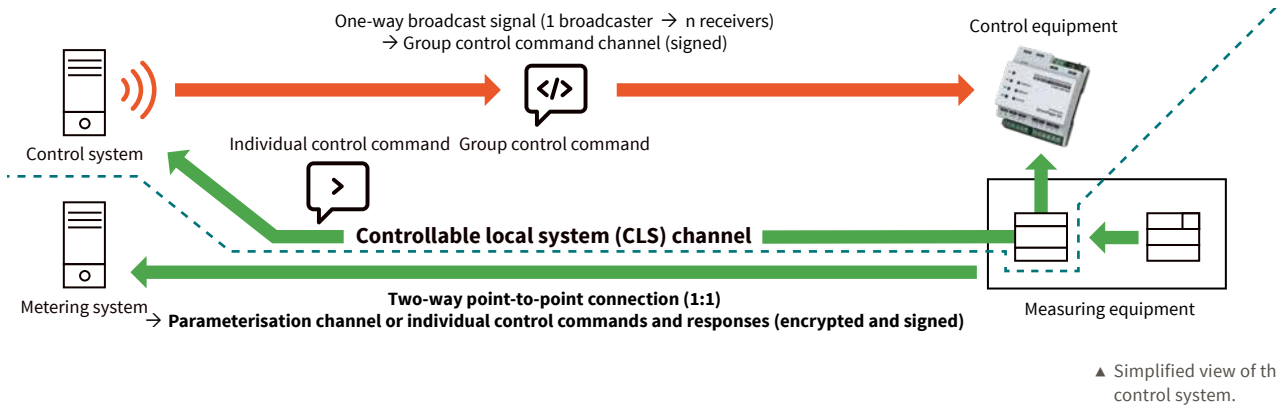 One-way broadcast signal (1 broadcaster → n receivers)
→ Group control command channel (signed)
Control equipment
</>
Control system
Individual control command
Group control command
>
Controllable local system (CLS) channel
Metering system
Two-way point-to-point connection (1:1)
→ Parameterisation channel or individual control commands and responses (encrypted and signed)
Measuring equipment
▲ Simplified view of th
control system.